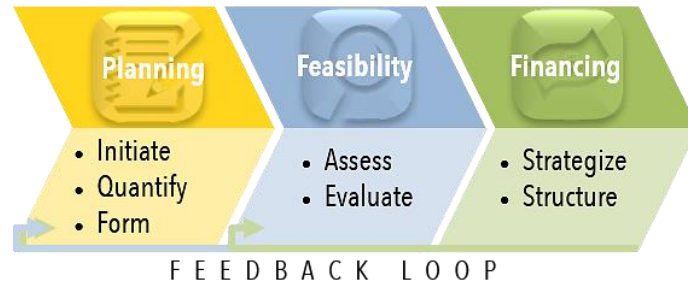 Planning
• Initiate
• Quantify
• Form
Feasibility
• Assess
• Evaluate
Financing
• Strategize
• Structure
FEEDBACK LOOP